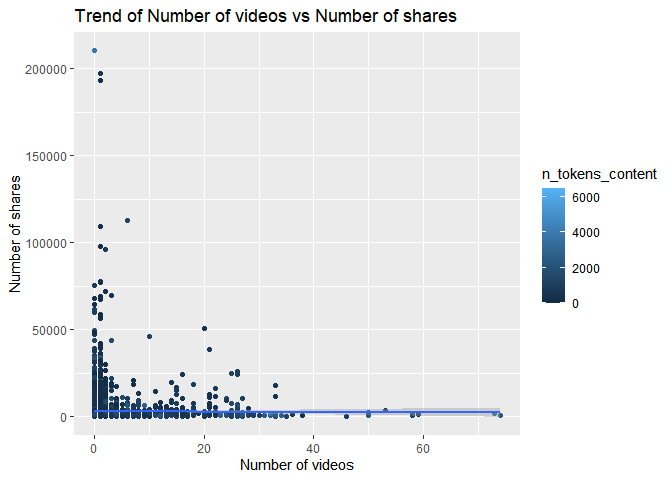 Trend of Number of videos vs Number of shares
200000
150000
100000
50000
0
Number of shares
0 20 40 60
Number of videos
n_tokens_content
6000
4000
2000
0